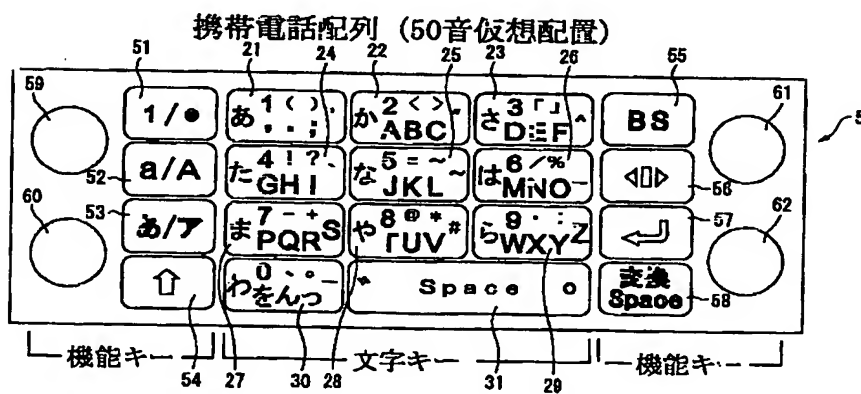 携帯電話配列 (50音仮想配置)
51 21 24 22 25 23 26 55
59 61 5
1/● あ 1 ( ) ' , . ; か 2 < > " ABC さ 3 「 」 ^ DEF BS
52 a/A た 4 ! ? ` GHI な 5 = ~ ~ JKL は 6 / % — MNO 56
60 53 57 62
あ/ア ま 7 - + PQRS や 8 @ * # TUV ら 9 ・ : WXYZ
⇧ わ 0 、 。 — をんっ Space 変換 Space 58
機能キー 54 27 30 28 文字キー 31 29 機能キー